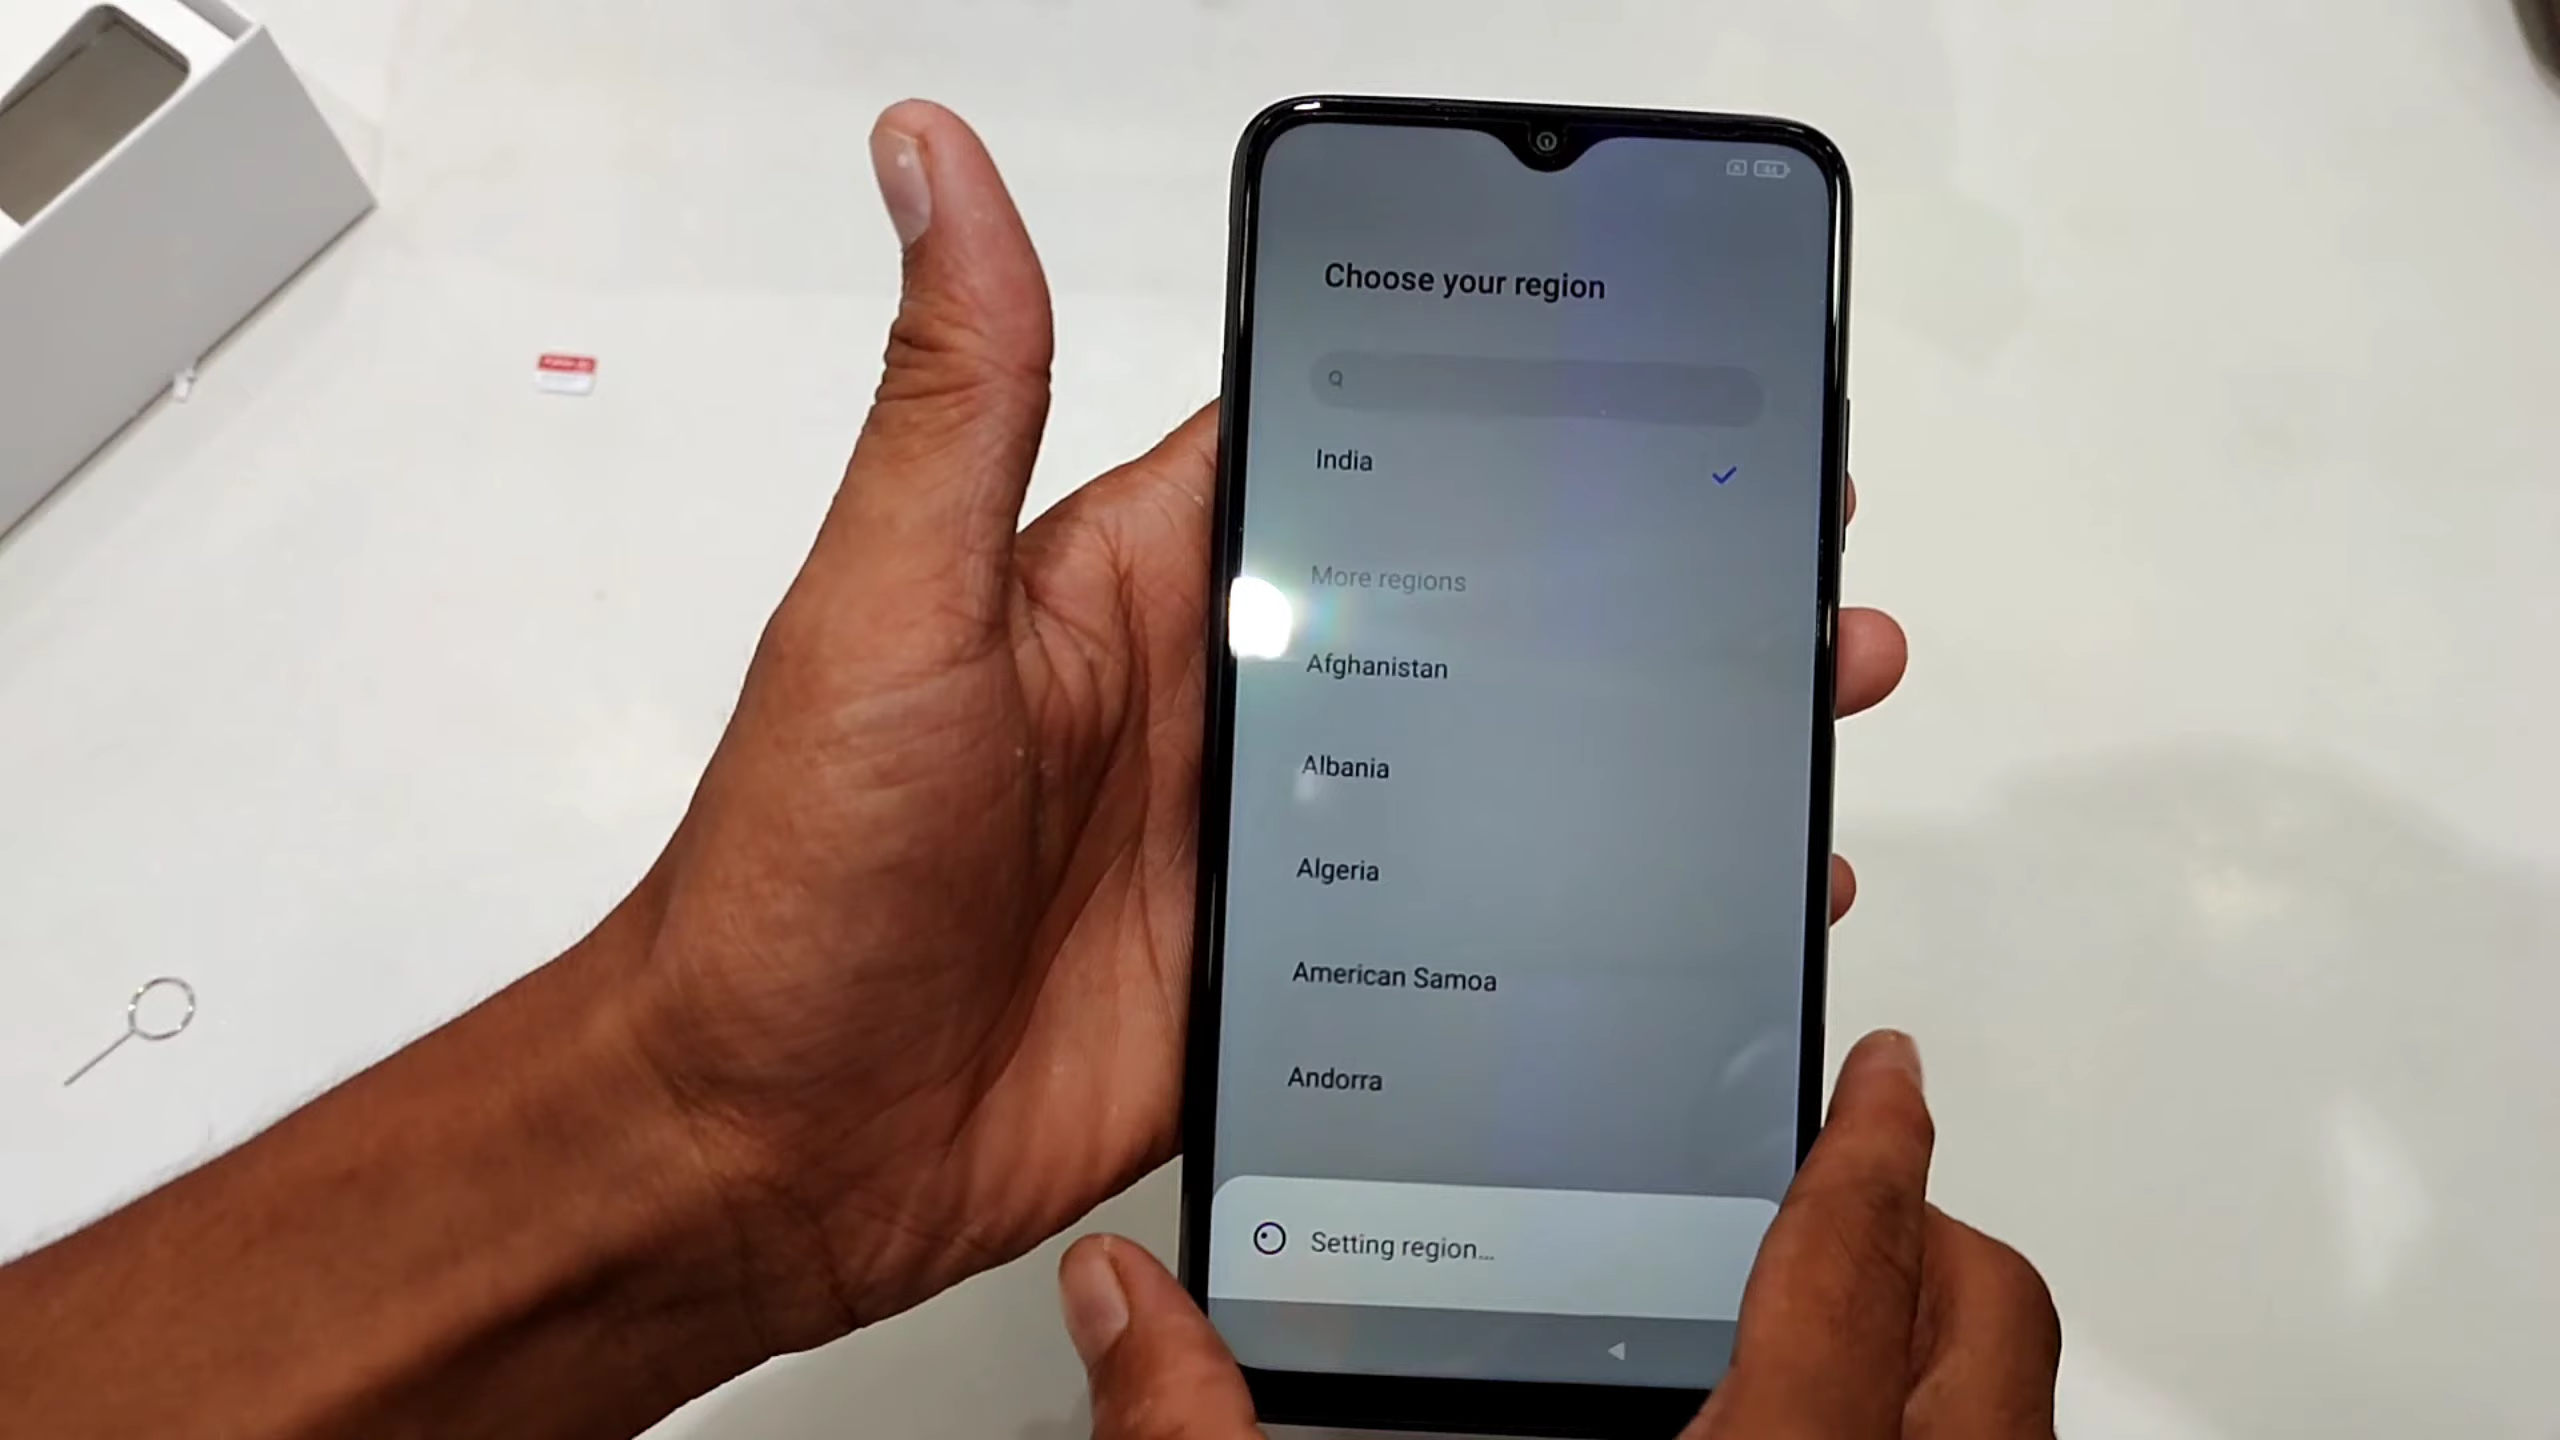 Choose your region
India
More regions
Afghanistan
Albania
Algeria
American Samoa
Andorra
Setting region...